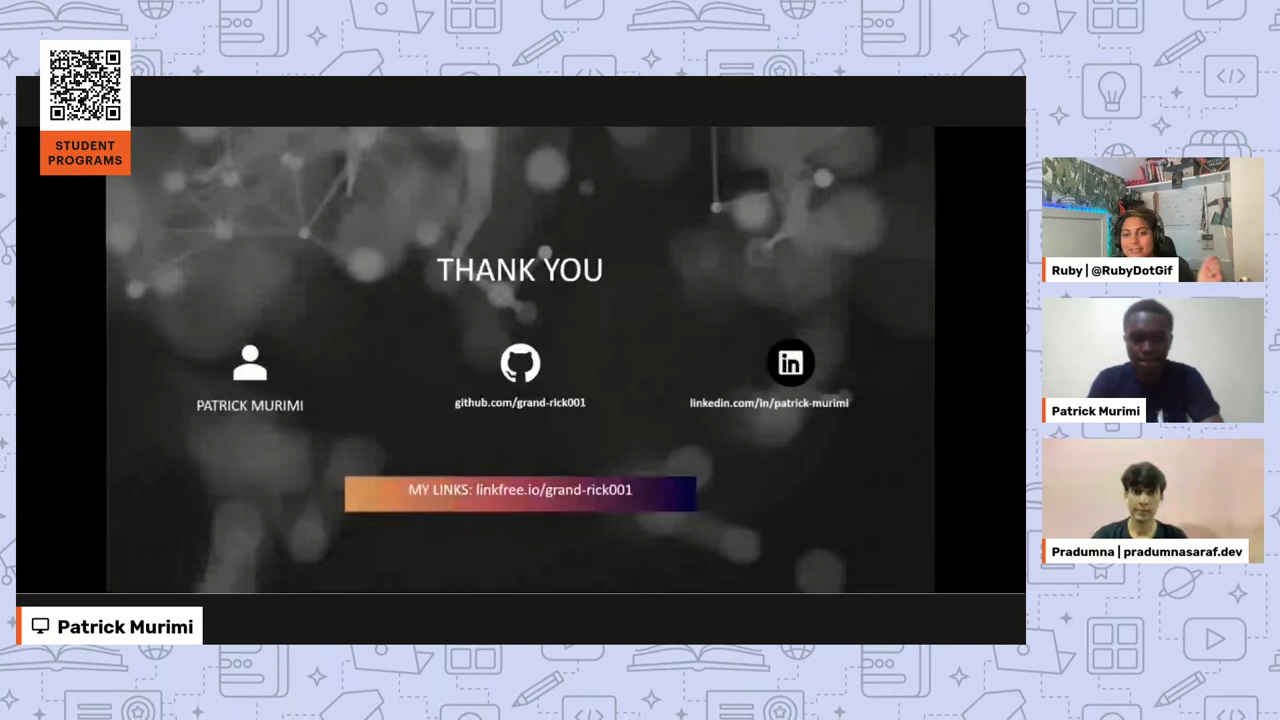 STUDENT
PROGRAMS
THANK YOU
PATRICK MURIMI
github.com/grand-rick001
in
linkedin.com/in/patrick-murimi
MY LINKS: linkfree.io/grand-rick001
Patrick Murimi
Ruby | @RubyDotGif
Patrick Murimi
Pradumna | pradumnasaraf.dev